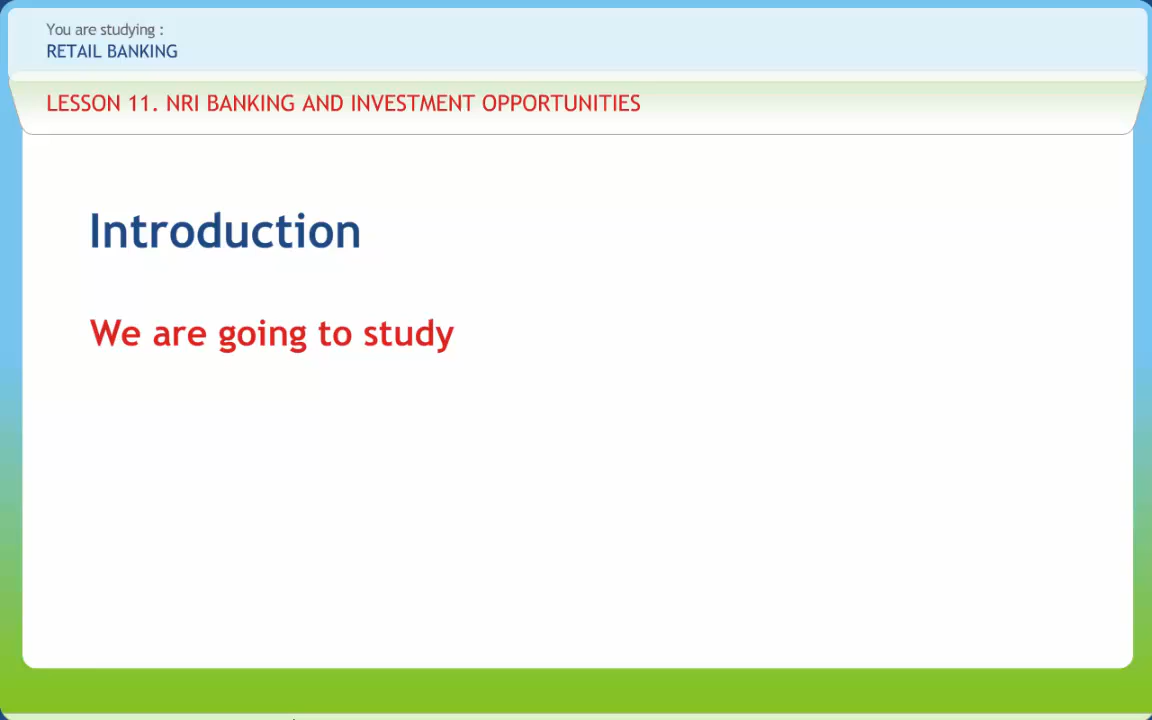 You are studying :
RETAIL BANKING
LESSON 11. NRI BANKING AND INVESTMENT OPPORTUNITIES
Introduction
We are going to study